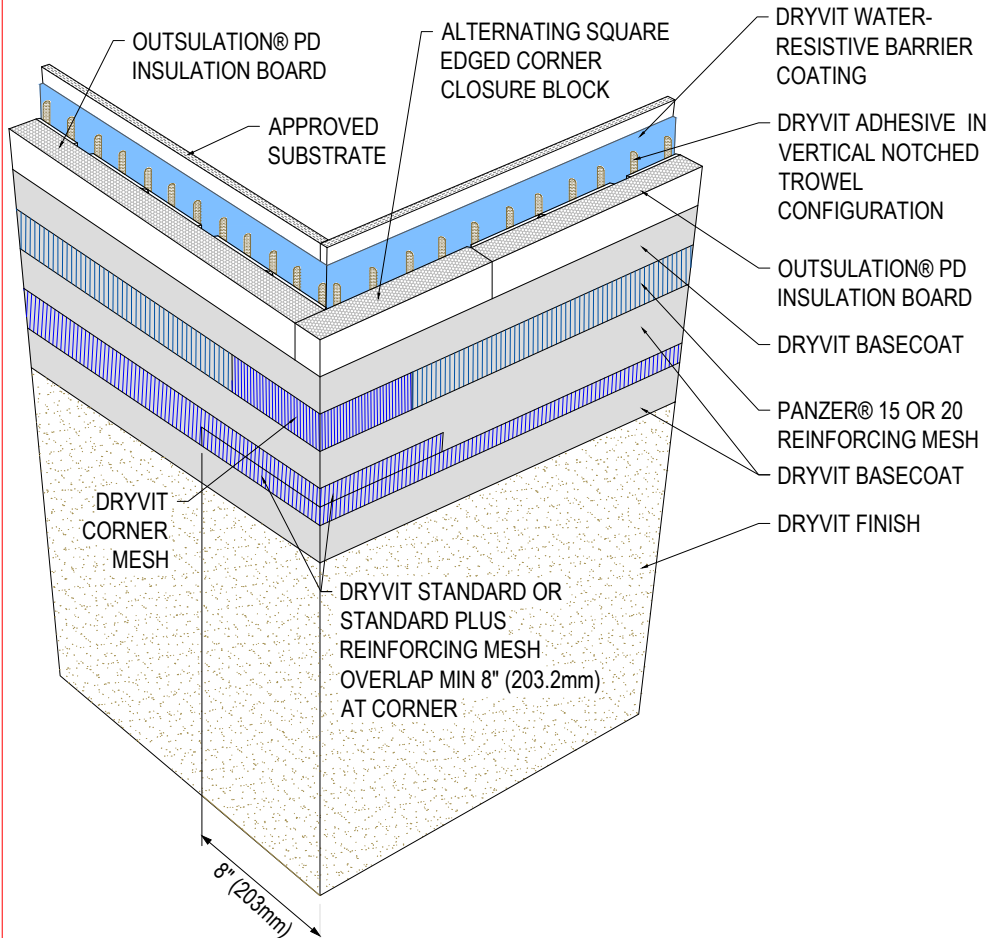 OUTSULATION® PD
INSULATION BOARD
ALTERNATING SQUARE
EDGED CORNER
CLOSURE BLOCK
DRYVIT WATER-
RESISTIVE BARRIER
COATING
APPROVED
SUBSTRATE
DRYVIT ADHESIVE IN
VERTICAL NOTCHED
TROWEL
CONFIGURATION
OUTSULATION® PD
INSULATION BOARD
DRYVIT BASECOAT
PANZER® 15 OR 20
REINFORCING MESH
DRYVIT BASECOAT
DRYVIT FINISH
DRYVIT
CORNER
MESH
DRYVIT STANDARD OR
STANDARD PLUS
REINFORCING MESH
OVERLAP MIN 8" (203.2mm)
AT CORNER
8" (203mm)